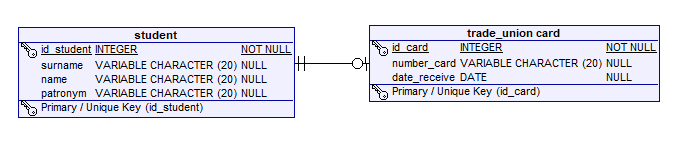 student
id_student INTEGER NOT NULL
surname VARIABLE CHARACTER (20) NULL
name VARIABLE CHARACTER (20) NULL
patronym VARIABLE CHARACTER (20) NULL
Primary / Unique Key (id_student)
trade_union card
id_card INTEGER NOT NULL
number_card VARIABLE CHARACTER (20) NULL
date_receive DATE NULL
Primary / Unique Key (id_card)